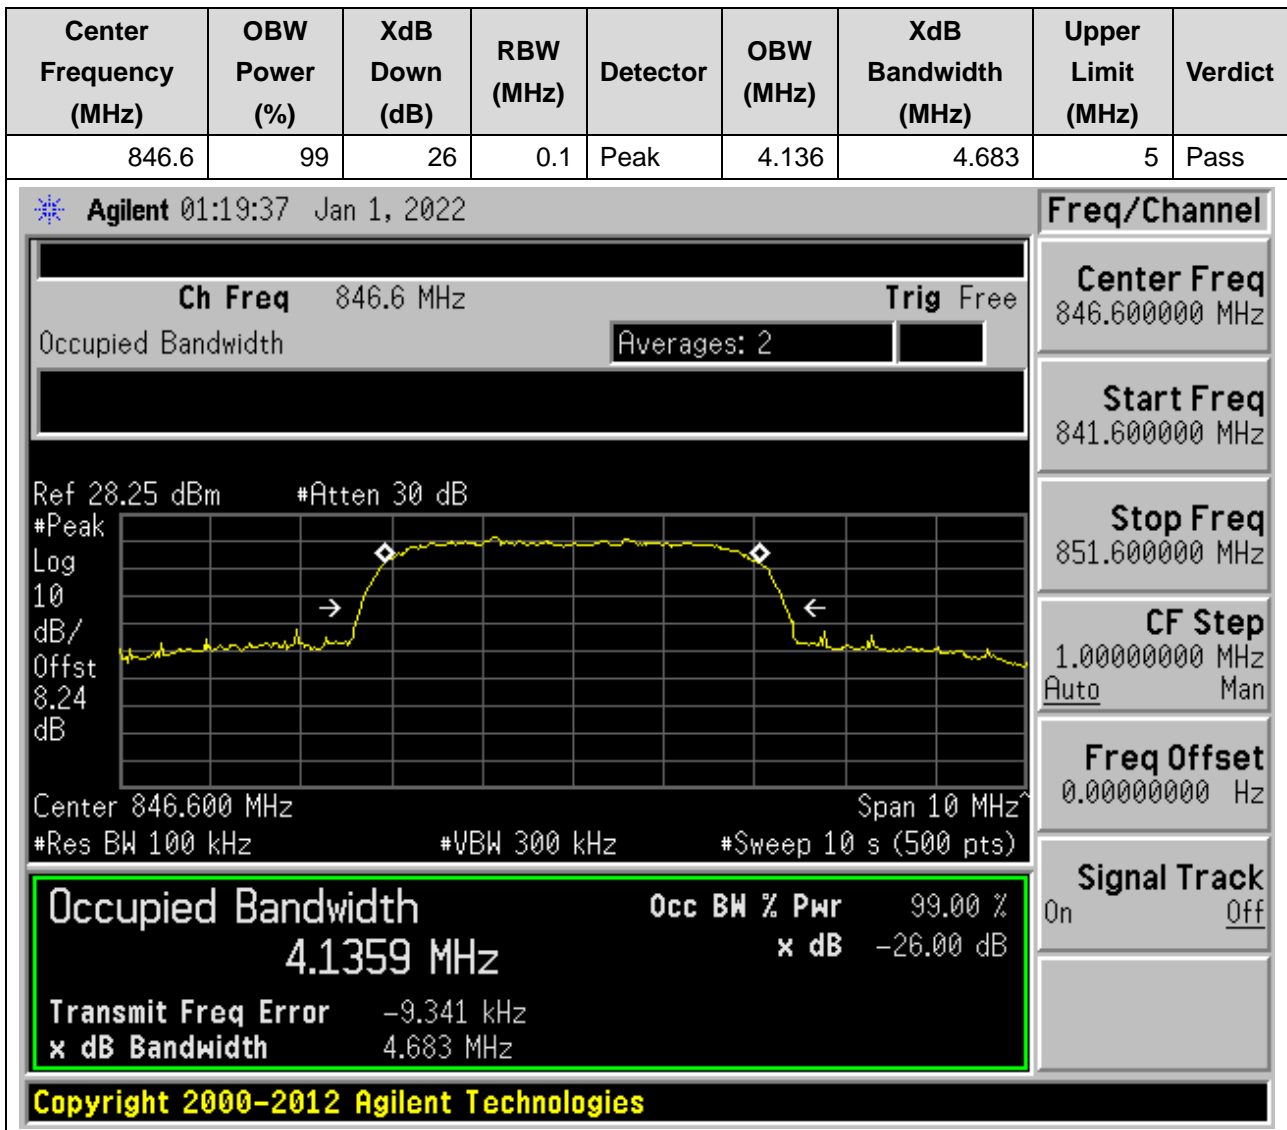 Center Frequency (MHz) OBW Power (%) XdB Down (dB) RBW (MHz) Detector OBW (MHz) XdB Bandwidth (MHz) Upper Limit (MHz) Verdict
846.6 99 26 0.1 Peak 4.136 4.683 5 Pass
Agilent 01:19:37 Jan 1, 2022
Freq/Channel
Ch Freq 846.6 MHz Trig Free
Occupied Bandwidth Averages: 2
Center Freq
846.600000 MHz
Start Freq
841.600000 MHz
Stop Freq
851.600000 MHz
CF Step
1.00000000 MHz
Auto Man
Freq Offset
0.00000000 Hz
Signal Track
On Off
Ref 28.25 dBm #Atten 30 dB
#Peak
Log
10
dB/
Offst
8.24
dB
Center 846.600 MHz Span 10 MHz^
#Res BW 100 kHz #VBW 300 kHz #Sweep 10 s (500 pts)
Occupied Bandwidth Occ BW % Pwr 99.00 %
4.1359 MHz x dB -26.00 dB
Transmit Freq Error -9.341 kHz
x dB Bandwidth 4.683 MHz
Copyright 2000-2012 Agilent Technologies